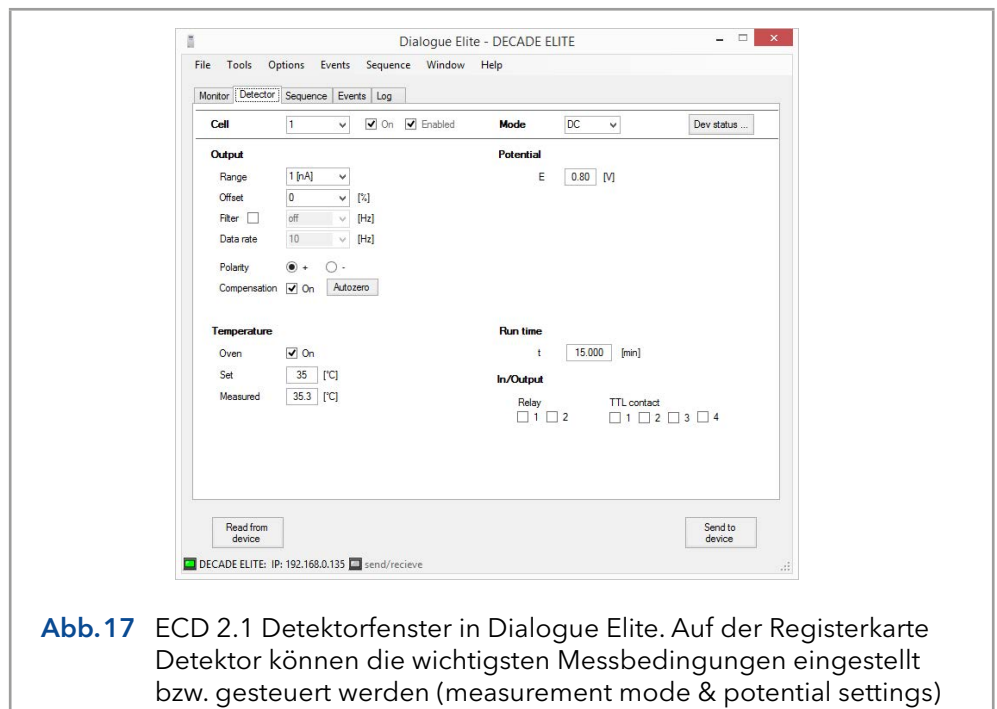 Dialogue Elite - DECADE ELITE
File Tools Options Events Sequence Window Help
Monitor Detector Sequence Events Log
Cell 1 On Enabled Mode DC Dev status ...
Output Potential
Range 1 [nA] E 0.80 [V]
Offset 0 [%]
Filter off [Hz]
Data rate 10 [Hz]
Polarity + -
Compensation On Autozero
Temperature Run time
Oven On t 15.000 [min]
Set 35 [°C] In/Output
Measured 35.3 [°C] Relay TTL contact
1 2 1 2 3 4
Read from device Send to device
DECADE ELITE: IP: 192.168.0.135 send/recieve
Abb.17 ECD 2.1 Detektorfenster in Dialogue Elite. Auf der Registerkarte
Detektor können die wichtigsten Messbedingungen eingestellt
bzw. gesteuert werden (measurement mode & potential settings)